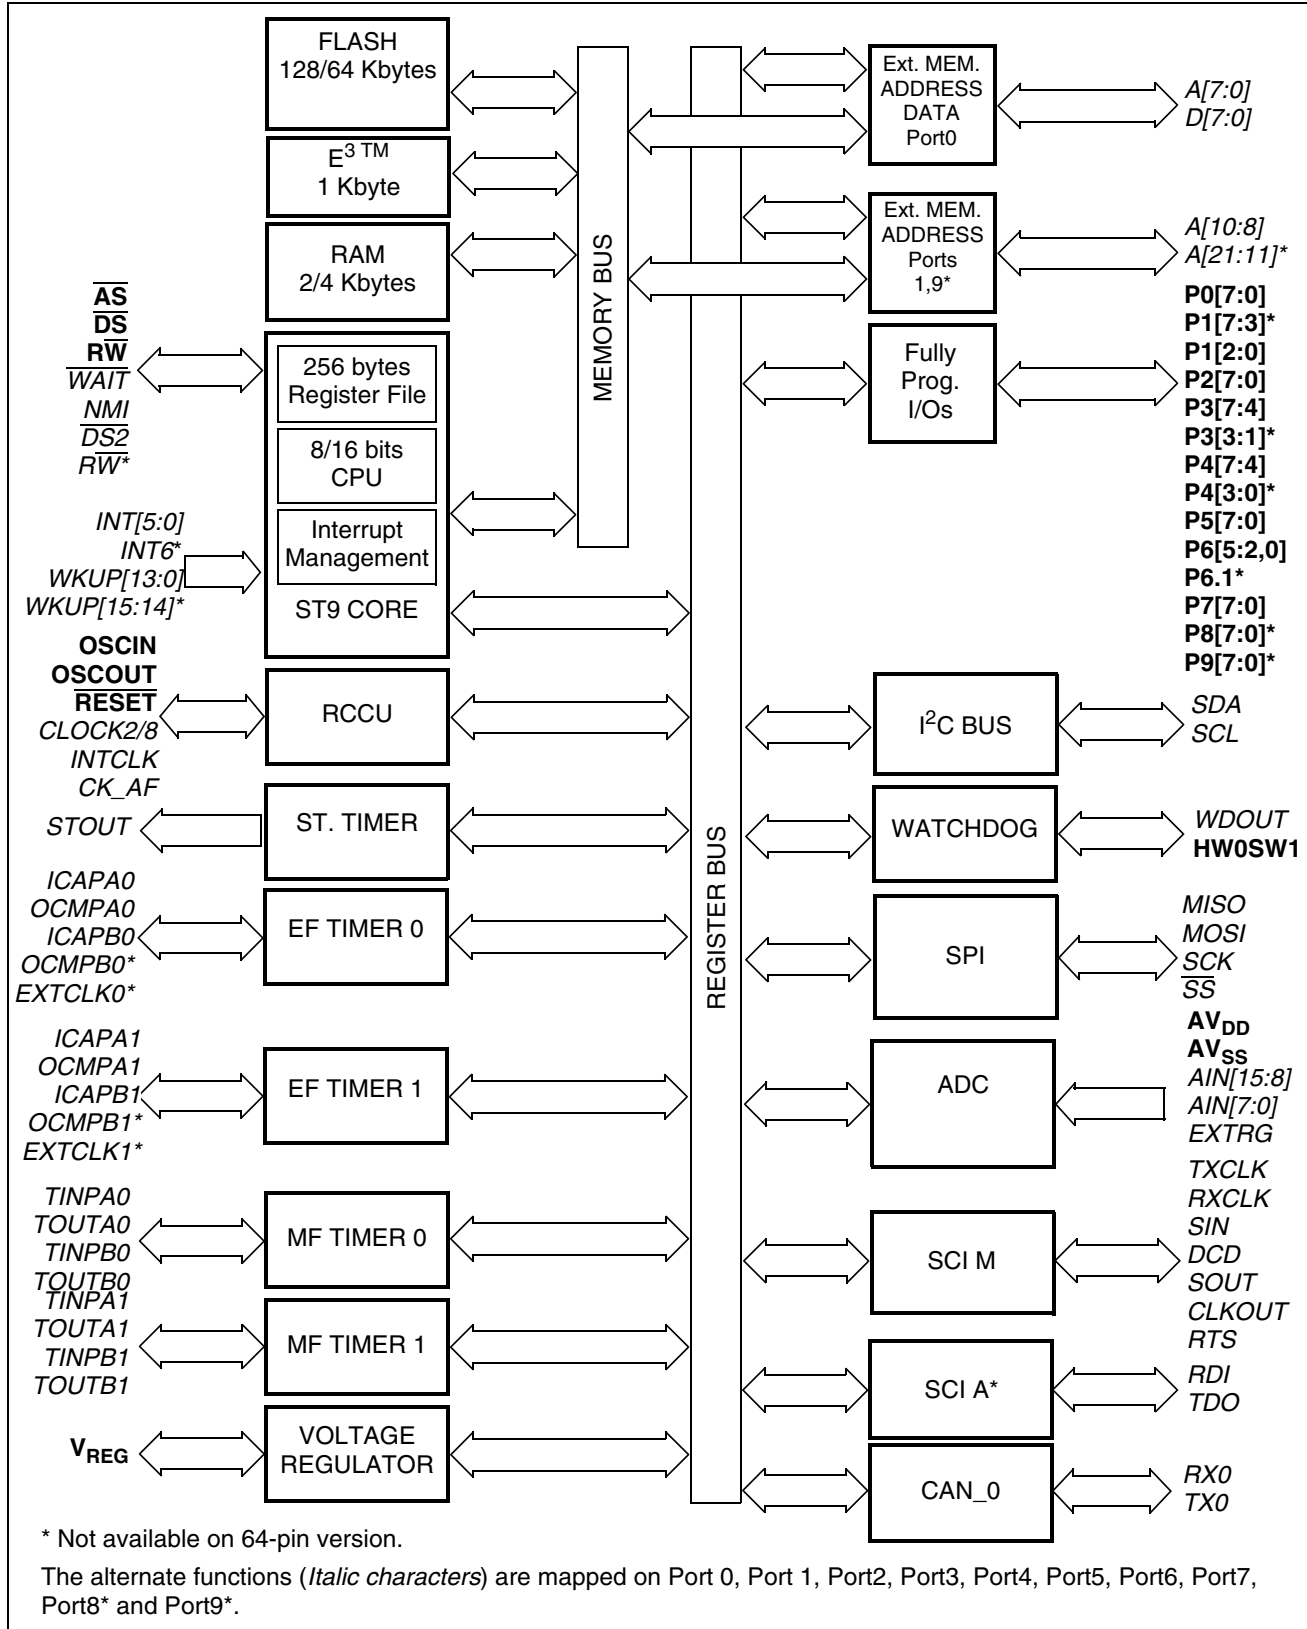 FLASH
128/64 Kbytes
E3 TM
1 Kbyte
RAM
2/4 Kbytes
AS
DS
RW
WAIT
NMI
DS2
RW*
256 bytes
Register File
8/16 bits
CPU
Interrupt
Management
ST9 CORE
INT[5:0]
INT6*
WKUP[13:0]
WKUP[15:14]*
OSCIN
OSCOUT
RESET
CLOCK2/8
INTCLK
CK_AF
RCCU
STOUT
ST. TIMER
ICAPA0
OCMPA0
ICAPB0
OCMPB0*
EXTCLK0*
EF TIMER 0
ICAPA1
OCMPA1
ICAPB1
OCMPB1*
EXTCLK1*
EF TIMER 1
TINPA0
TOUTA0
TINPB0
TOUTB0
MF TIMER 0
TINPA1
TOUTA1
TINPB1
TOUTB1
MF TIMER 1
VREG
VOLTAGE
REGULATOR
MEMORY BUS
REGISTER BUS
Ext. MEM.
ADDRESS
DATA
Port0
A[7:0]
D[7:0]
Ext. MEM.
ADDRESS
Ports
1,9*
A[10:8]
A[21:11]*
Fully
Prog.
I/Os
P0[7:0]
P1[7:3]*
P1[2:0]
P2[7:0]
P3[7:4]
P3[3:1]*
P4[7:4]
P4[3:0]*
P5[7:0]
P6[5:2,0]
P6.1*
P7[7:0]
P8[7:0]*
P9[7:0]*
I2C BUS
SDA
SCL
WATCHDOG
WDOUT
HW0SW1
SPI
MISO
MOSI
SCK
SS
ADC
AVDD
AVSS
AIN[15:8]
AIN[7:0]
EXTRG
SCI M
TXCLK
RXCLK
SIN
DCD
SOUT
CLKOUT
RTS
SCI A*
RDI
TDO
CAN_0
RX0
TX0
* Not available on 64-pin version.
The alternate functions (Italic characters) are mapped on Port 0, Port 1, Port2, Port3, Port4, Port5, Port6, Port7,
Port8* and Port9*.